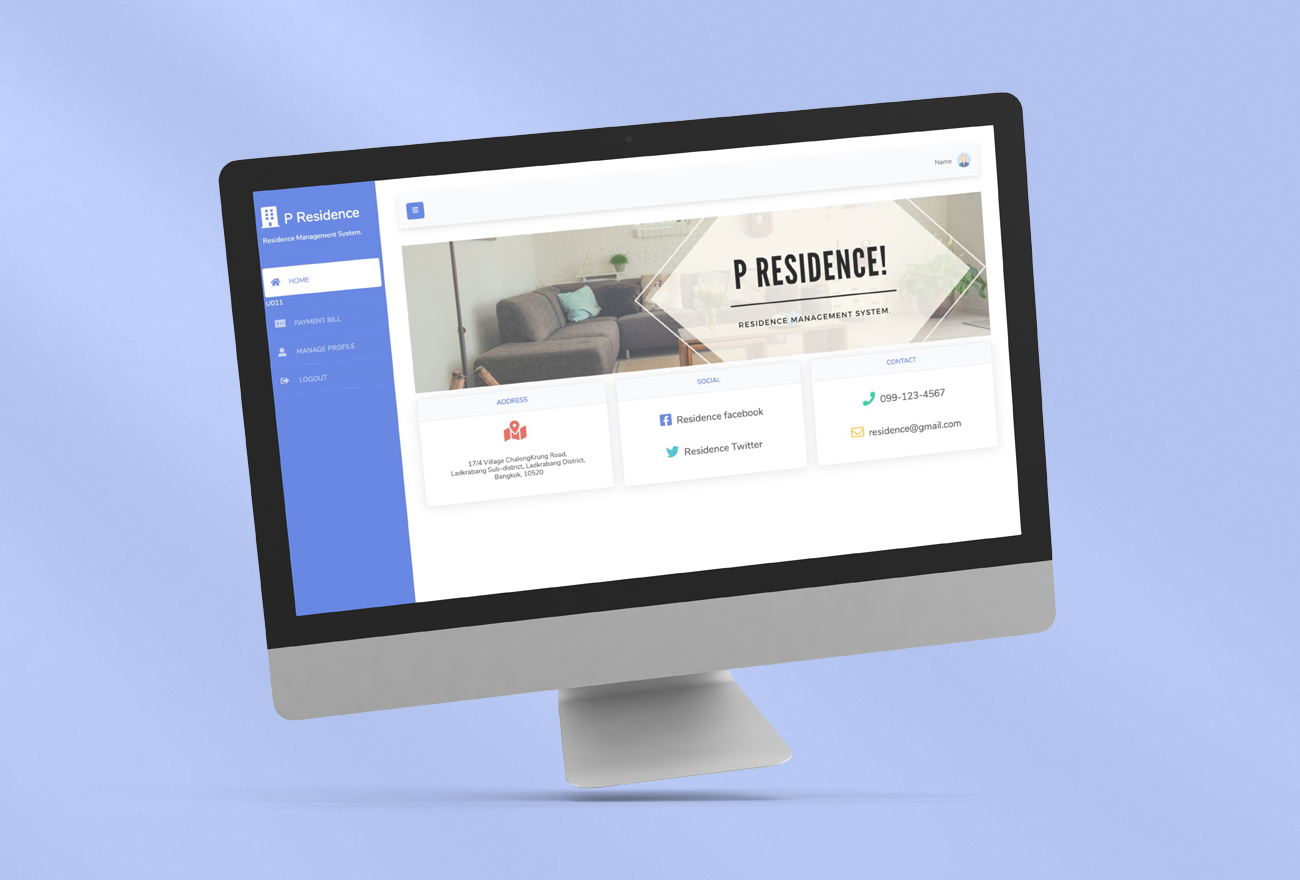 P Residence
Residence Management System.
HOME
U011
PAYMENT BILL
MANAGE PROFILE
LOGOUT
Name
P RESIDENCE!
RESIDENCE MANAGEMENT SYSTEM.
ADDRESS
17/4 Village ChalongKrung Road,
Ladkrabang Sub-district, Ladkrabang District,
Bangkok, 10520
SOCIAL
Residence facebook
Residence Twitter
CONTACT
099-123-4567
residence@gmail.com